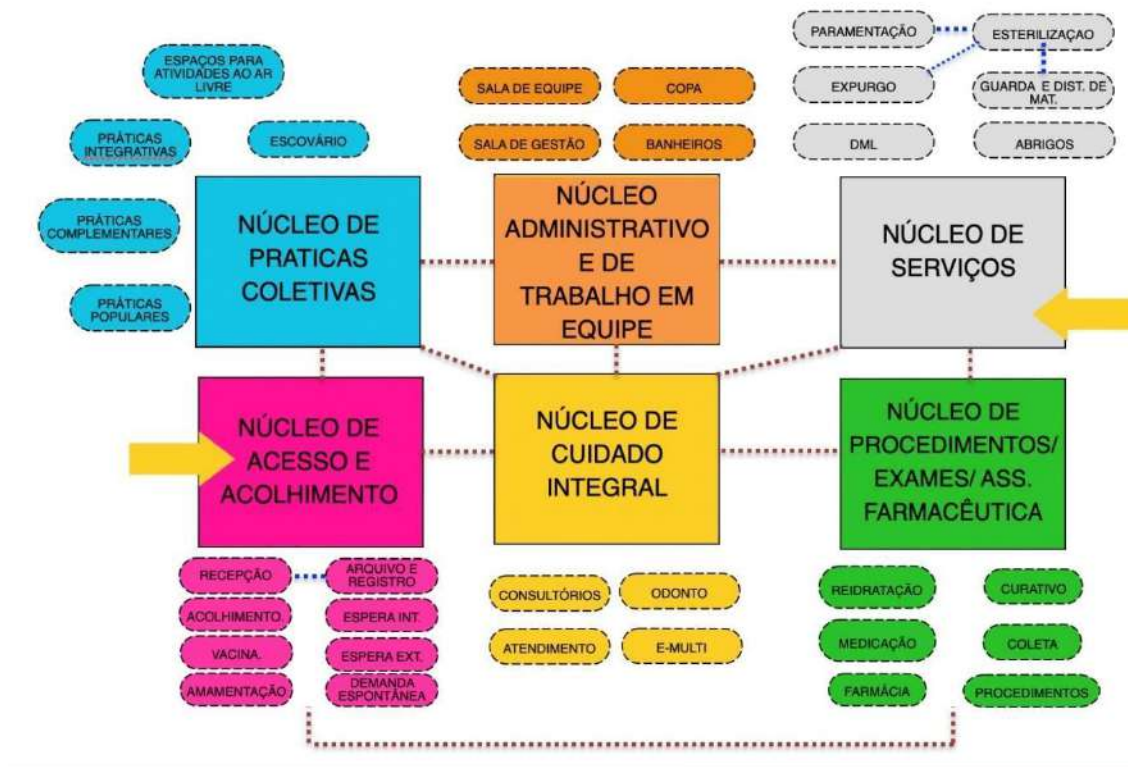 ESPAÇOS PARA
ATIVIDADES AO AR
LIVRE
PRÁTICAS
INTEGRATIVAS
ESCOVÁRIO
PRÁTICAS
COMPLEMENTARES
PRÁTICAS
POPULARES
NÚCLEO DE
PRATICAS
COLETIVAS
SALA DE EQUIPE
COPA
SALA DE GESTÃO
BANHEIROS
NÚCLEO
ADMINISTRATIVO
E DE
TRABALHO EM
EQUIPE
PARAMENTAÇÃO
ESTERILIZAÇAO
EXPURGO
GUARDA E DIST. DE
MAT.
DML
ABRIGOS
NÚCLEO DE
SERVIÇOS
NÚCLEO DE
ACESSO E
ACOLHIMENTO
RECEPÇÃO
ARQUIVO E
REGISTRO
ACOLHIMENTO.
ESPERA INT.
VACINA.
ESPERA EXT.
AMAMENTAÇÃO
DEMANDA
ESPONTÂNEA
NÚCLEO DE
CUIDADO
INTEGRAL
CONSULTÓRIOS
ODONTO
ATENDIMENTO
E-MULTI
NÚCLEO DE
PROCEDIMENTOS/
EXAMES/ ASS.
FARMACÊUTICA
REIDRATAÇÃO
CURATIVO
MEDICAÇÃO
COLETA
FARMÁCIA
PROCEDIMENTOS